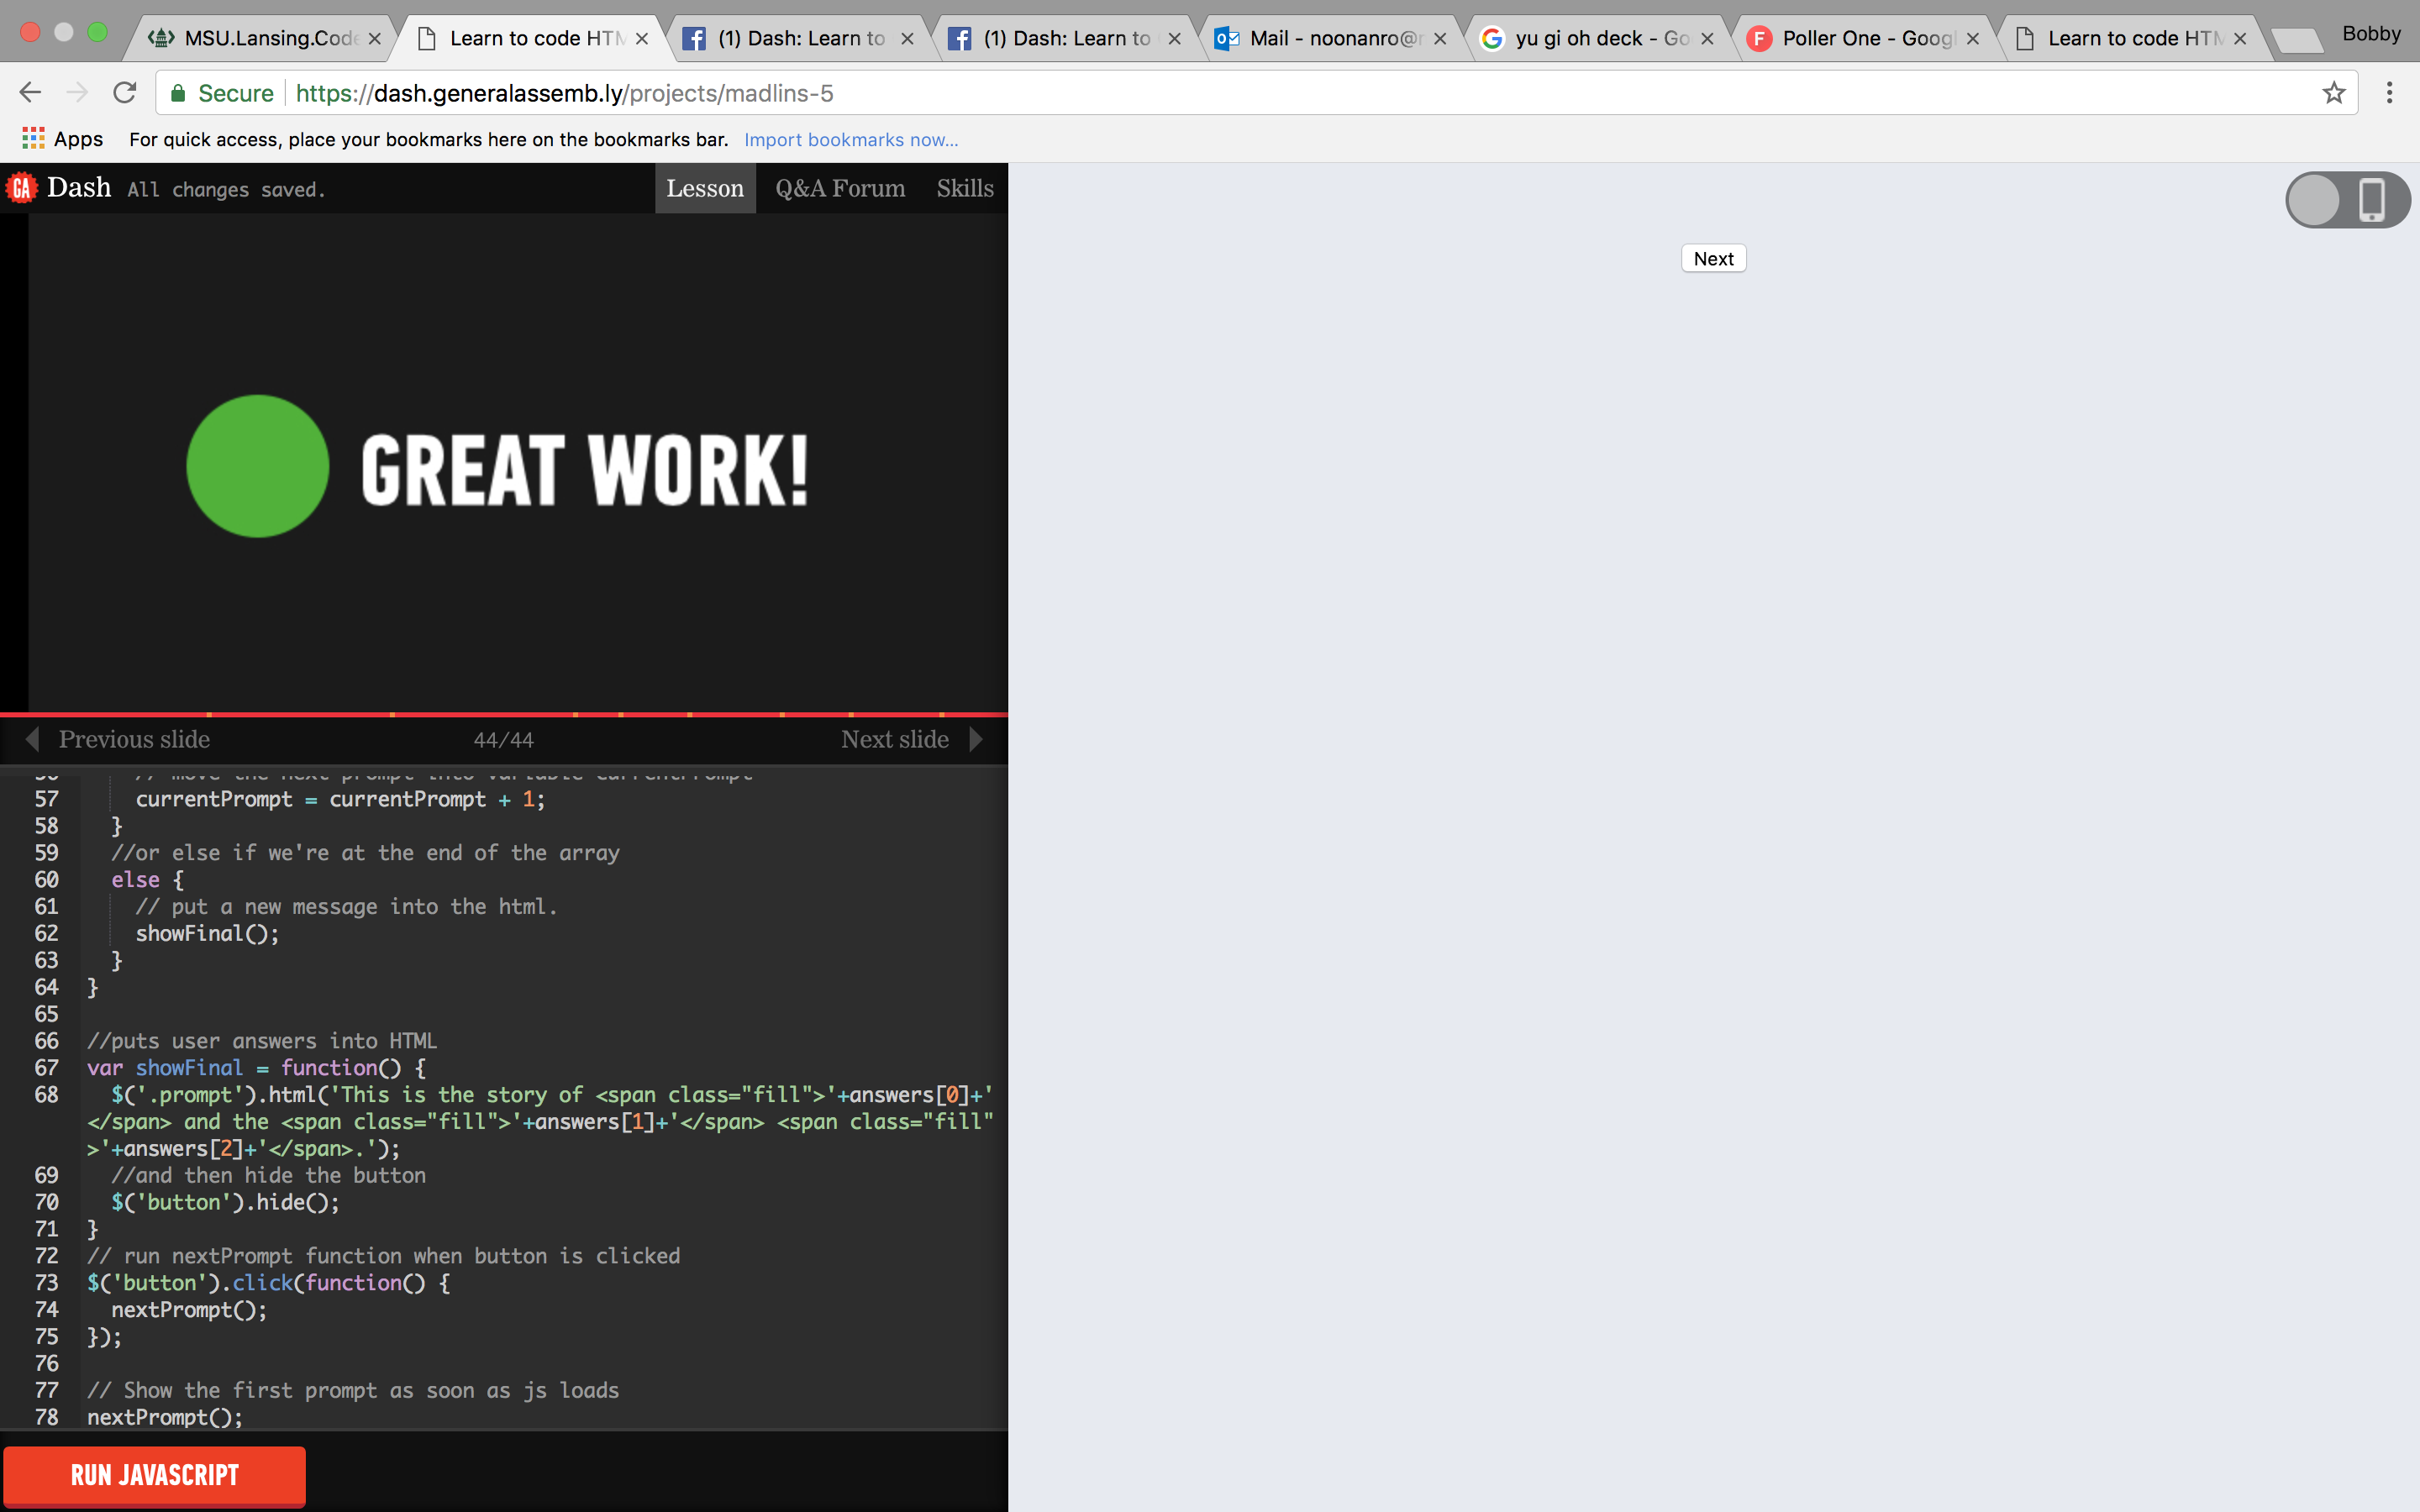 MSU.Lansing.Code
Learn to code HTM
(1) Dash: Learn to
(1) Dash: Learn to
Mail - noonanro@
yu gi oh deck - Go
Poller One - Googl
Learn to code HTM
Bobby
Secure https://dash.generalassemb.ly/projects/madlins-5
Apps For quick access, place your bookmarks here on the bookmarks bar. Import bookmarks now...
GA Dash All changes saved. Lesson Q&A Forum Skills
Next
GREAT WORK!
Previous slide 44/44 Next slide
56 // move the next prompt into variable currentPrompt
57 currentPrompt = currentPrompt + 1;
58 }
59 //or else if we're at the end of the array
60 else {
61 // put a new message into the html.
62 showFinal();
63 }
64 }
65
66 //puts user answers into HTML
67 var showFinal = function() {
68 $('.prompt').html('This is the story of <span class="fill">'+answers[0]+'
</span> and the <span class="fill">'+answers[1]+'</span> <span class="fill"
>'+answers[2]+'</span>.');
69 //and then hide the button
70 $('button').hide();
71 }
72 // run nextPrompt function when button is clicked
73 $('button').click(function() {
74 nextPrompt();
75 });
76
77 // Show the first prompt as soon as js loads
78 nextPrompt();
RUN JAVASCRIPT